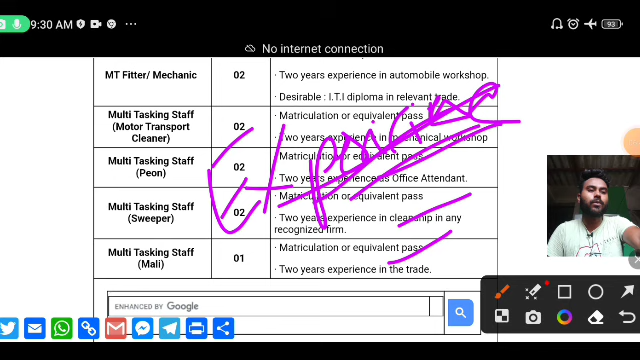 9:30 AM
93
No internet connection
MT Fitter/ Mechanic
02
· Two years experience in automobile workshop.
· Desirable : I.T.I diploma in relevant trade.
Multi Tasking Staff
(Motor Transport
Cleaner)
02
· Matriculation or equivalent pass
· Two years experience in mechanical workshop
Multi Tasking Staff
(Peon)
02
· Matriculation or equivalent pass
· Two years experience as Office Attendant.
Multi Tasking Staff
(Sweeper)
02
· Matriculation or equivalent pass
· Two years experience in cleanship in any
recognized firm.
Multi Tasking Staff
(Mali)
01
· Matriculation or equivalent pass
· Two years experience in the trade.
ENHANCED BY Google